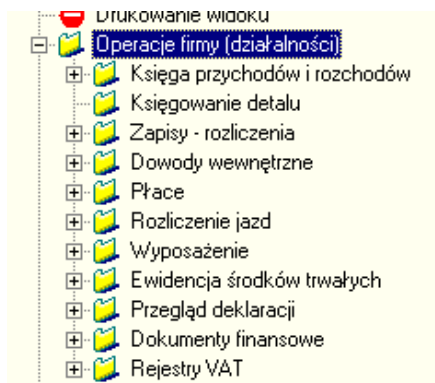 Drukowanie widoku
Operacje firmy (działalności)
Księga przychodów i rozchodów
Księgowanie detalu
Zapisy - rozliczenia
Dowody wewnętrzne
Płace
Rozliczenie jazd
Wyposażenie
Ewidencja środków trwałych
Przegląd deklaracji
Dokumenty finansowe
Rejestry VAT